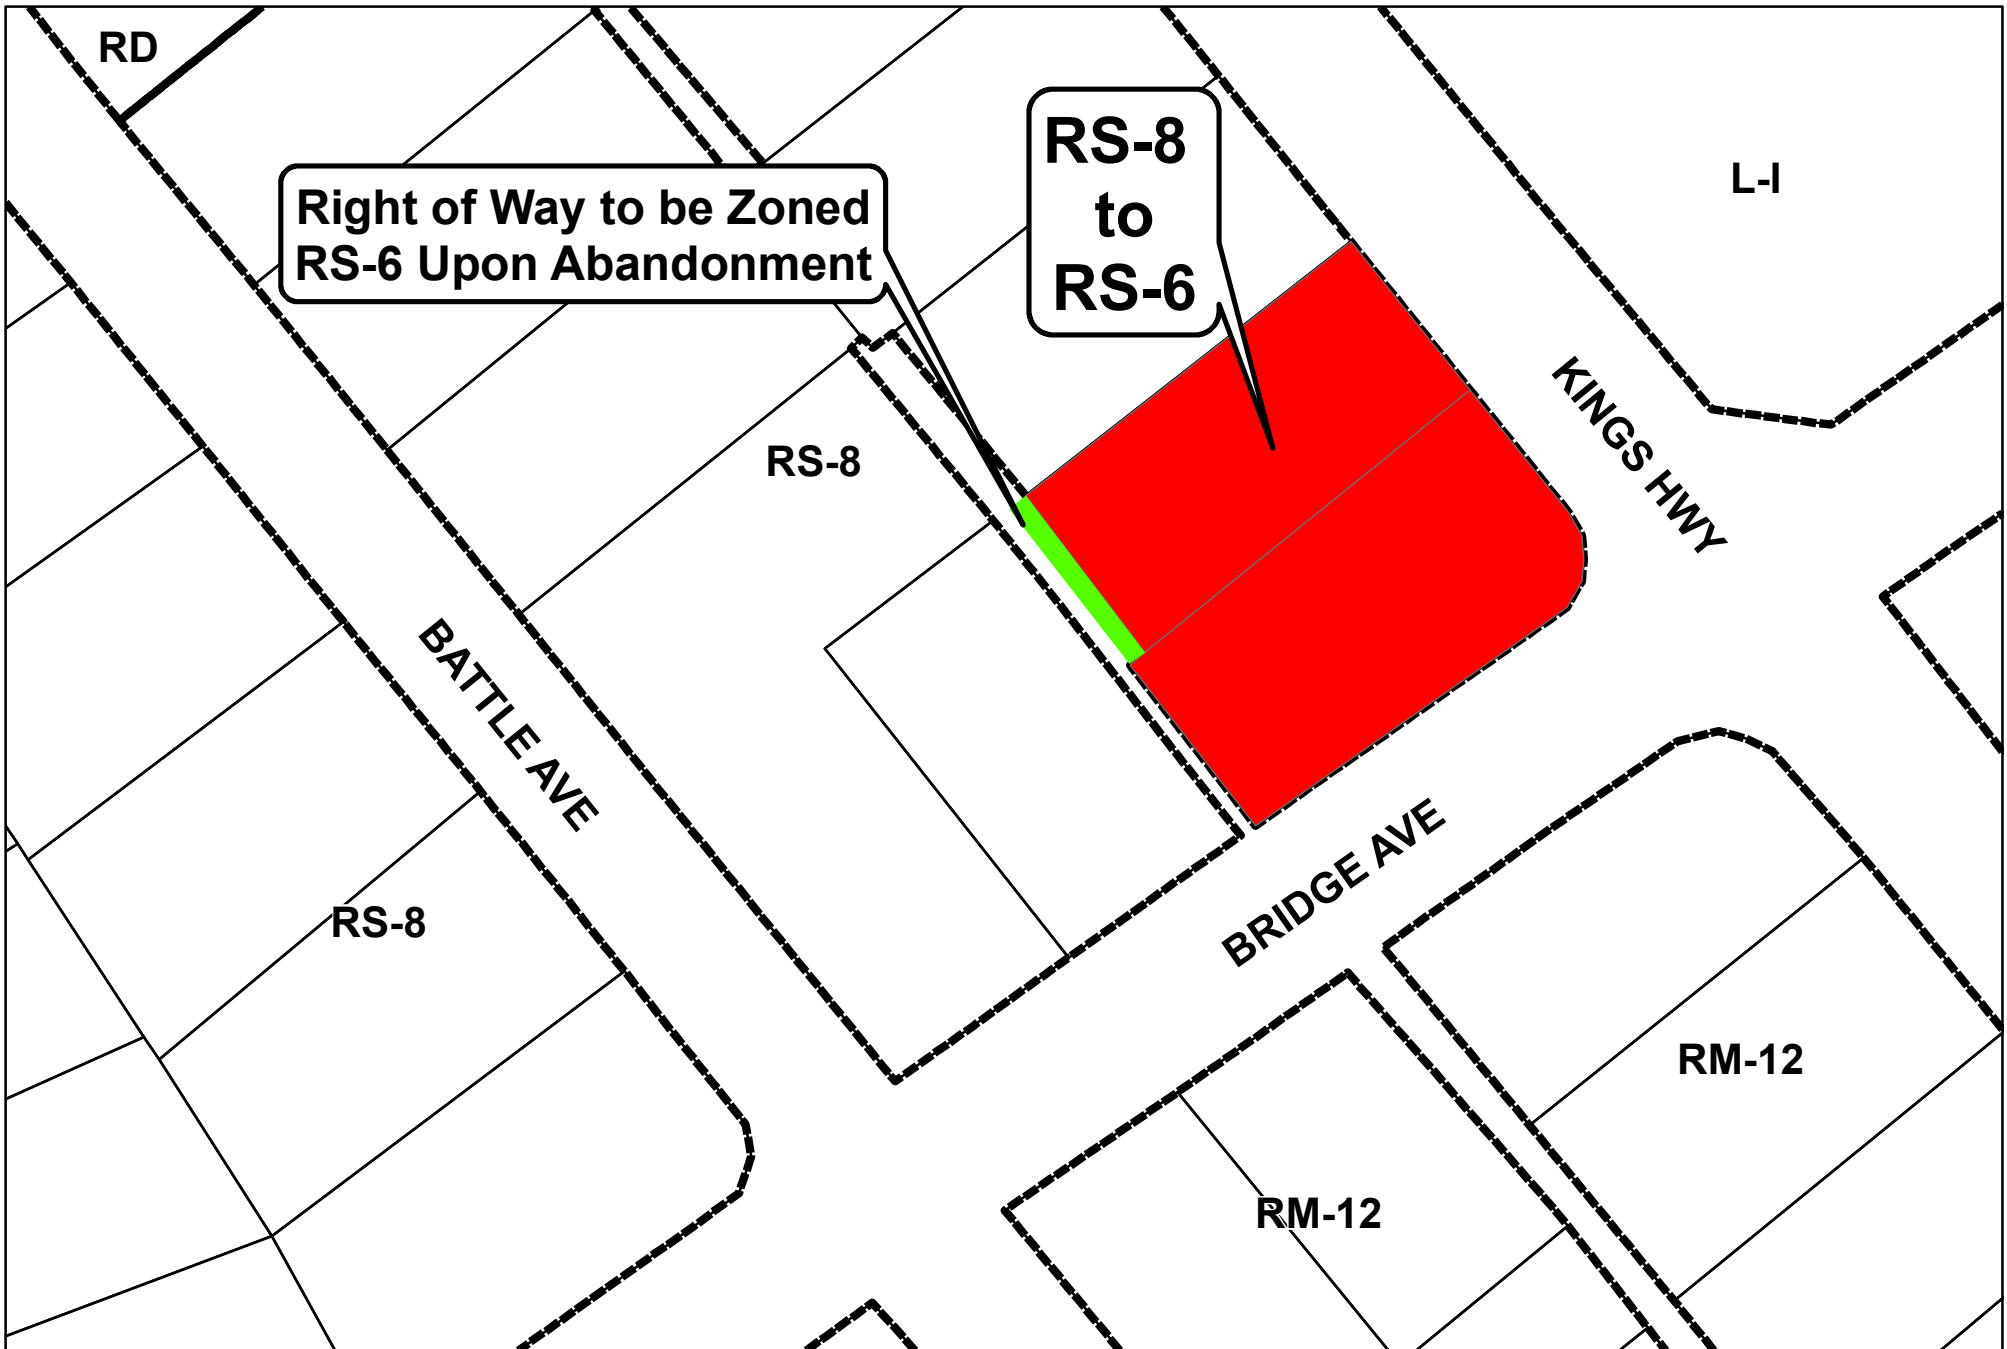 RD
RS-8
to
RS-6
L-I
Right of Way to be Zoned
RS-6 Upon Abandonment
KINGS HWY
RS-8
BATTLE AVE
BRIDGE AVE
RS-8
RM-12
RM-12